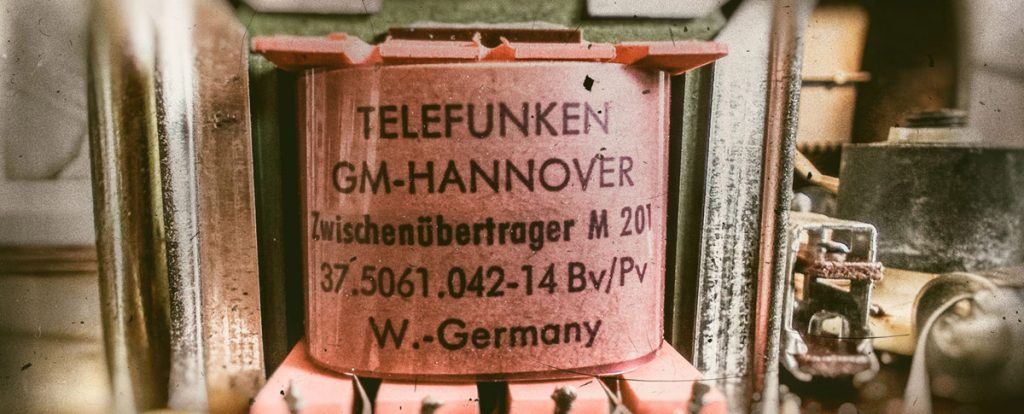 TELEFUNKEN
GM-HANNOVER
Zwischenübertrager M 201
37.5061.042-14 Bv/Pv
W.-Germany